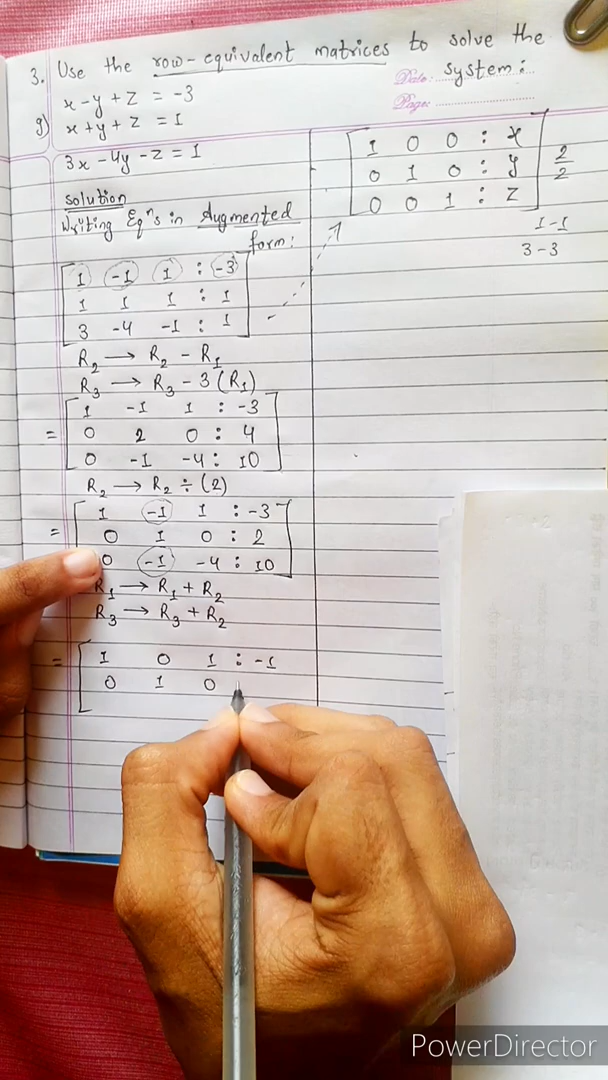 3. Use the row-equivalent matrices to solve the
system:
Date:
Page:
g) x - y + z = -3
x + y + z = 1
3x - 4y - z = 1
solution
Writing Eqⁿs in Augmented
form:
1 -1 1 : -3
1 1 1 : 1
3 -4 -1 : 1
R₂ → R₂ - R₁
R₃ → R₃ - 3(R₁)
1 -1 1 : -3
= 0 2 0 : 4
0 -1 -4 : 10
R₂ → R₂ ÷ (2)
1 -1 1 : -3
= 0 1 0 : 2
0 -1 -4 : 10
R₁ → R₁ + R₂
R₃ → R₃ + R₂
= 1 0 1 : -1
0 1 0
1 0 0 : x
0 1 0 : y
0 0 1 : z
2/2
1-1
3-3
PowerDirector